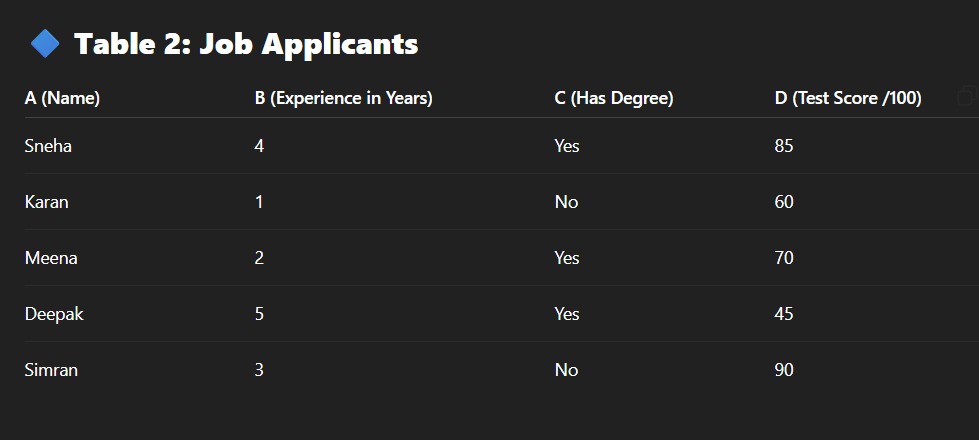 Table 2: Job Applicants
A (Name) B (Experience in Years) C (Has Degree) D (Test Score /100)
Sneha 4 Yes 85
Karan 1 No 60
Meena 2 Yes 70
Deepak 5 Yes 45
Simran 3 No 90